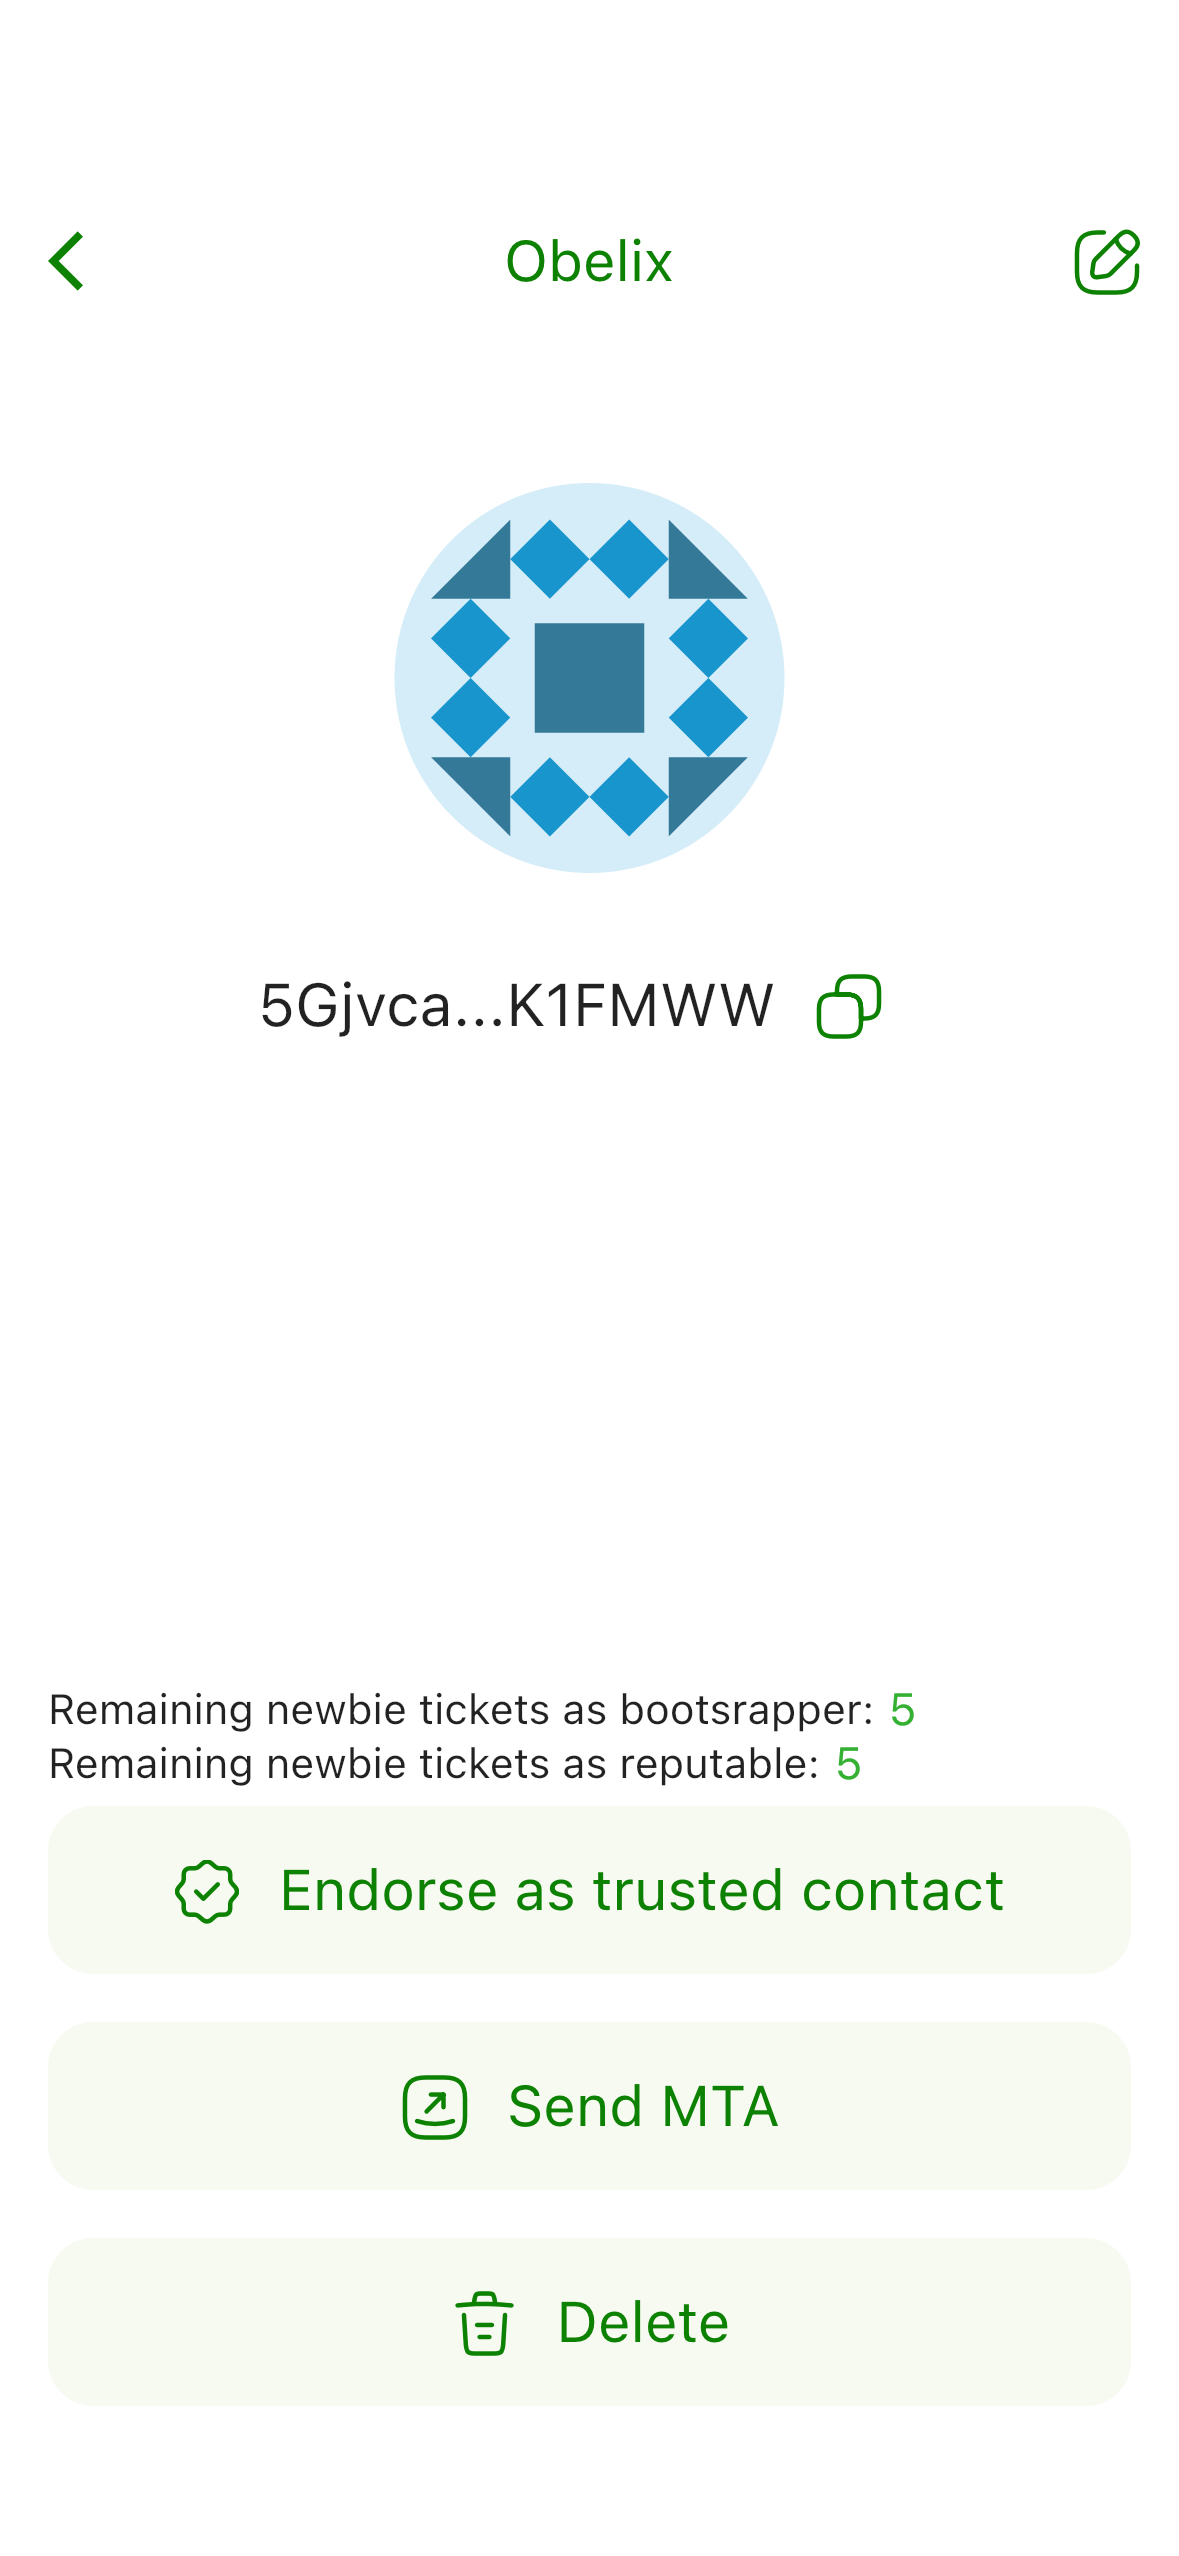 Obelix
5Gjvca...K1FMWW
Remaining newbie tickets as bootsrapper: 5
Remaining newbie tickets as reputable: 5
Endorse as trusted contact
Send MTA
Delete